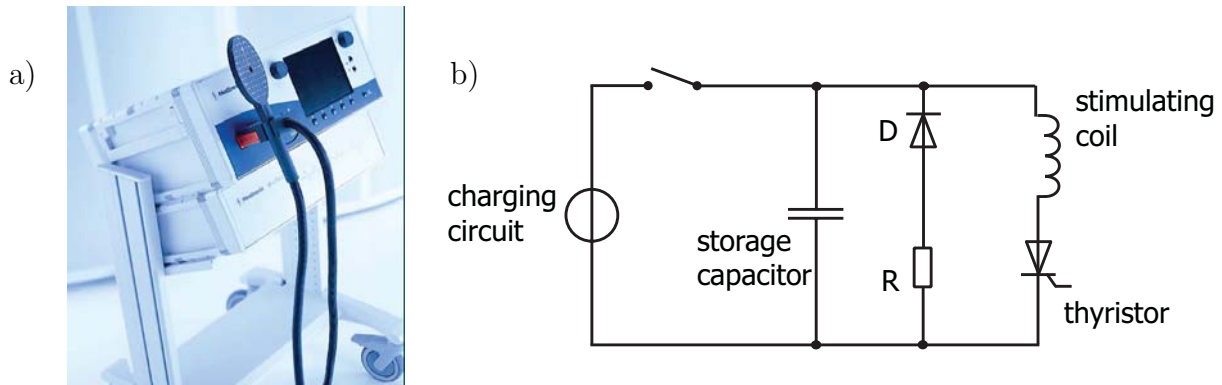 a)
b)
charging
circuit
storage
capacitor
D
R
stimulating
coil
thyristor